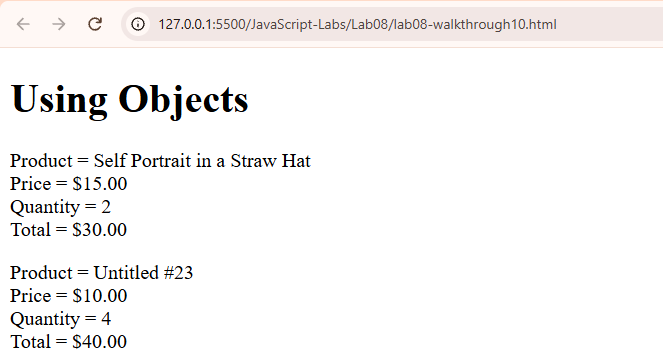 127.0.0.1:5500/JavaScript-Labs/Lab08/lab08-walkthrough10.html
Using Objects
Product = Self Portrait in a Straw Hat
Price = $15.00
Quantity = 2
Total = $30.00
Product = Untitled #23
Price = $10.00
Quantity = 4
Total = $40.00